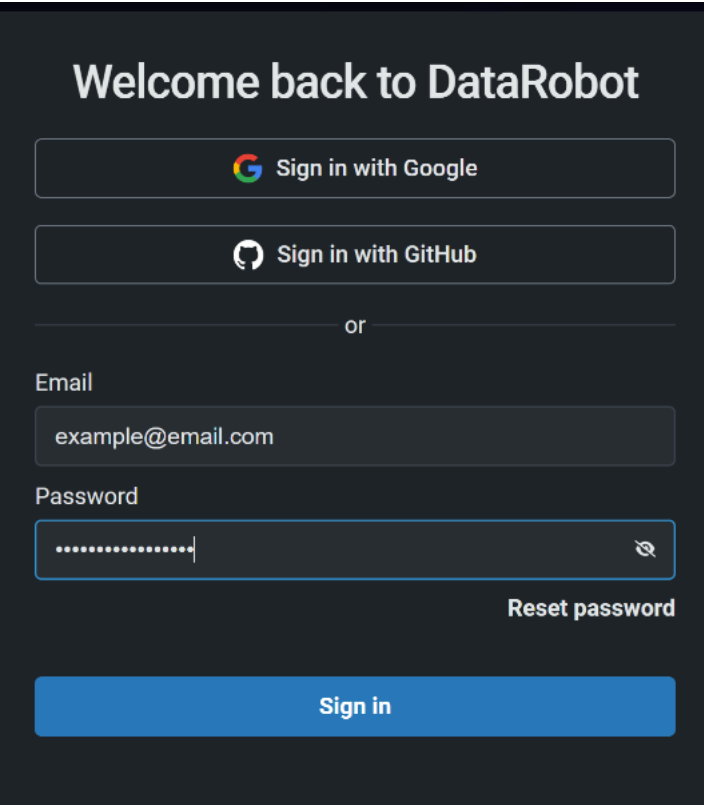 Welcome back to DataRobot
Sign in with Google
Sign in with GitHub
or
Email
example@email.com
Password
•••••••••••••••••
Reset password
Sign in